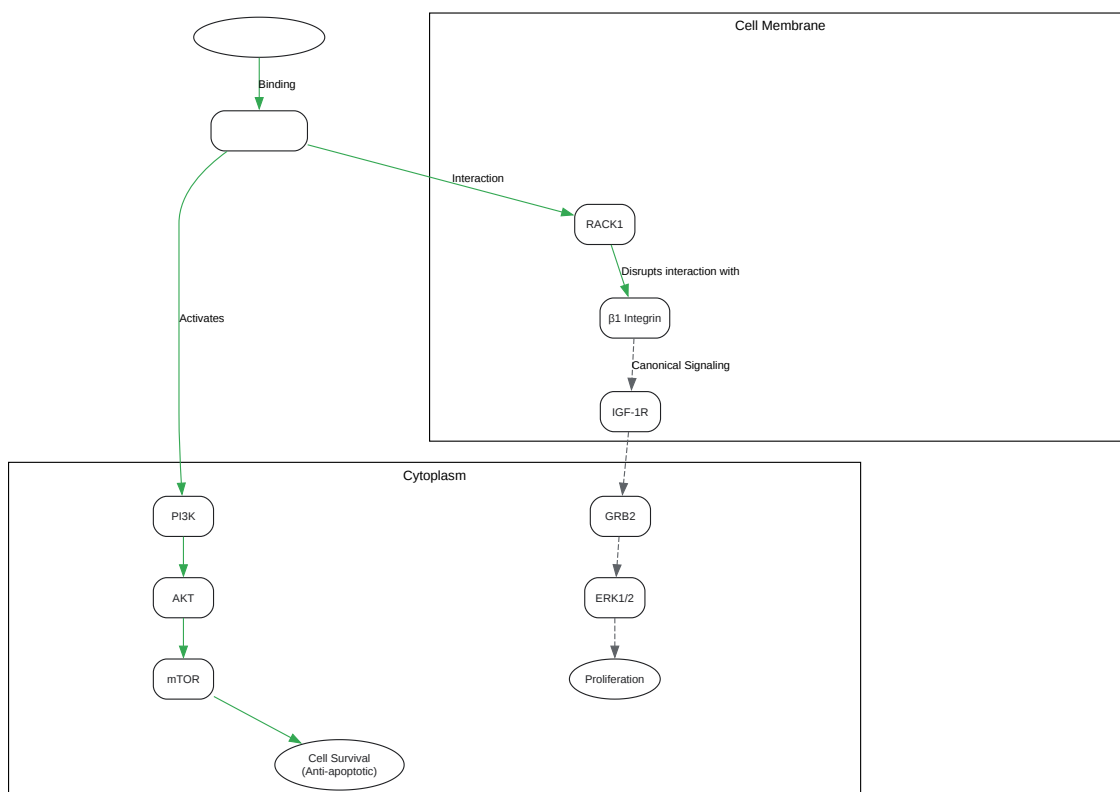 Cell Membrane
Binding
Interaction
RACK1
Disrupts interaction with
β1 Integrin
Activates
Canonical Signaling
IGF-1R
Cytoplasm
PI3K
GRB2
AKT
ERK1/2
mTOR
Proliferation
Cell Survival
(Anti-apoptotic)